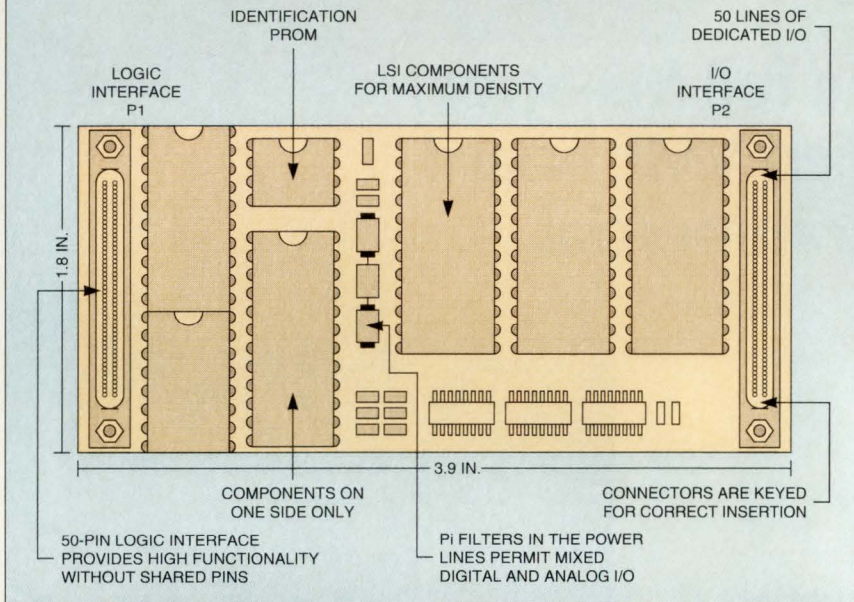 IDENTIFICATION
PROM
50 LINES OF
DEDICATED I/O
LOGIC
INTERFACE
P1
LSI COMPONENTS
FOR MAXIMUM DENSITY
I/O
INTERFACE
P2
1.8 IN.
3.9 IN.
COMPONENTS ON
ONE SIDE ONLY
CONNECTORS ARE KEYED
FOR CORRECT INSERTION
50-PIN LOGIC INTERFACE
PROVIDES HIGH FUNCTIONALITY
WITHOUT SHARED PINS
Pi FILTERS IN THE POWER
LINES PERMIT MIXED
DIGITAL AND ANALOG I/O